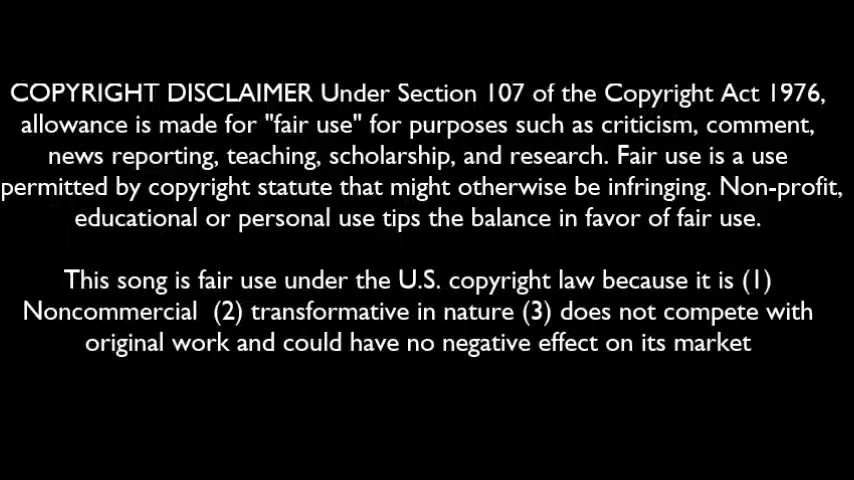 COPYRIGHT DISCLAIMER Under Section 107 of the Copyright Act 1976,
allowance is made for "fair use" for purposes such as criticism, comment,
news reporting, teaching, scholarship, and research. Fair use is a use
permitted by copyright statute that might otherwise be infringing. Non-profit,
educational or personal use tips the balance in favor of fair use.
This song is fair use under the U.S. copyright law because it is (1)
Noncommercial  (2) transformative in nature (3) does not compete with
original work and could have no negative effect on its market